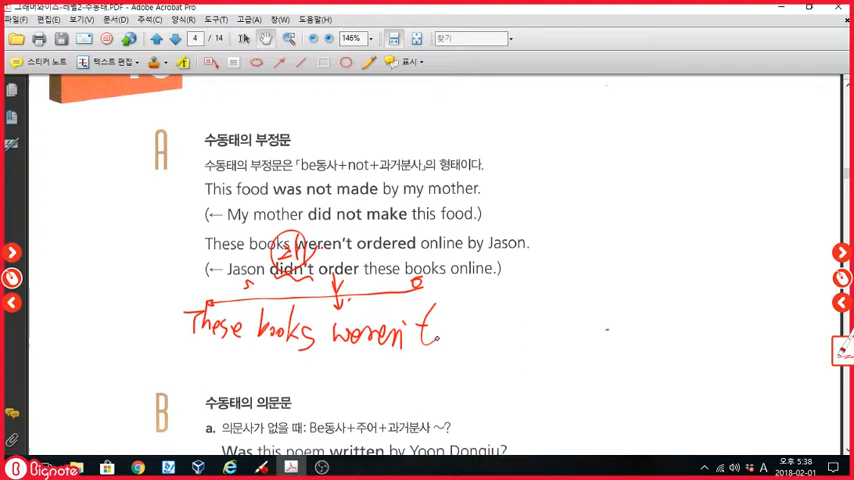 그래머와이즈-레벨2-수동태.PDF - Adobe Acrobat Pro
파일(F) 편집(E) 보기(V) 문서(D) 주석(C) 양식(R) 도구(T) 고급(A) 창(W) 도움말(H)
4 / 14 146% 찾기
스티커 노트 텍스트 편집 표시
A
수동태의 부정문
수동태의 부정문은 「be동사+not+과거분사」의 형태이다.
This food was not made by my mother.
(← My mother did not make this food.)
These books weren't ordered online by Jason.
과거
(← Jason didn't order these books online.)
s v o
These books weren't
B
수동태의 의문문
a. 의문사가 없을 때: Be동사+주어+과거분사 ~?
Was this poem written by Yoon Dongju?
Bignote
A
오후 5:38
2018-02-01